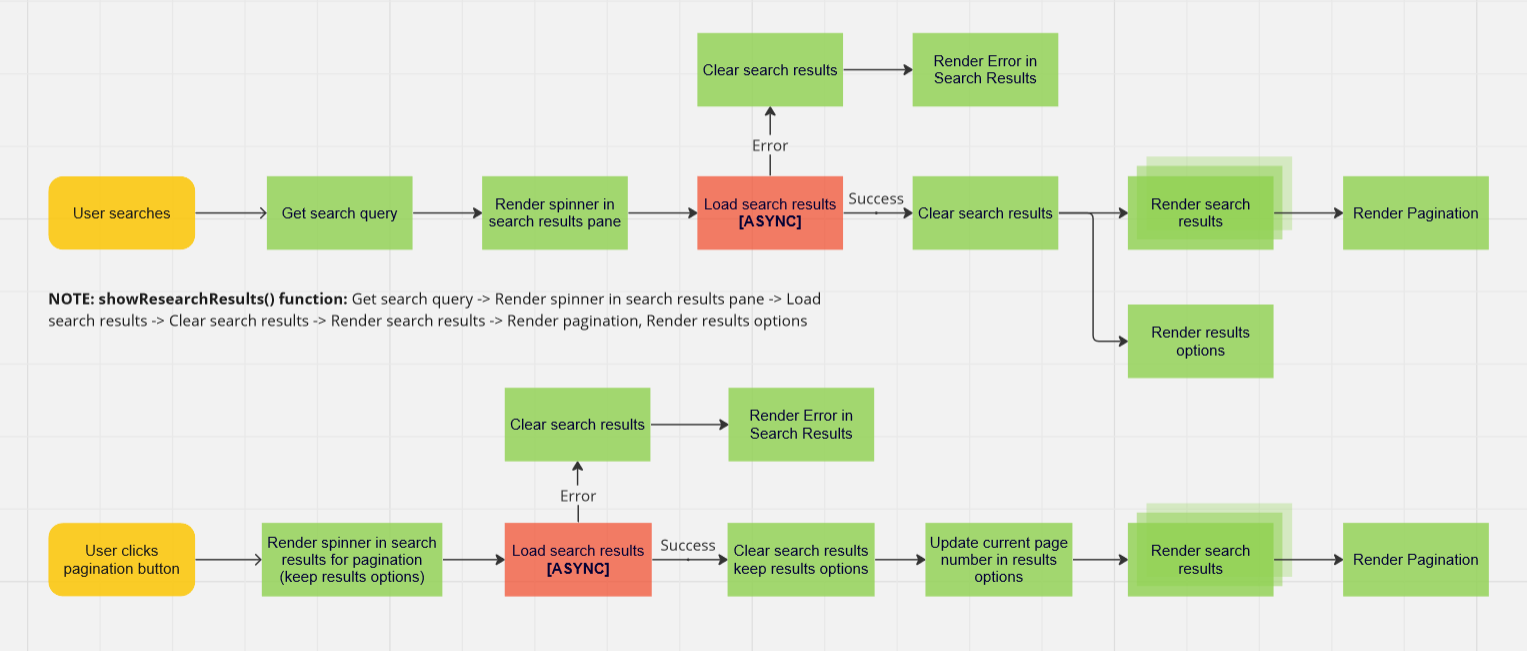 Clear search results
Render Error in
Search Results
Error
User searches
Get search query
Render spinner in
search results pane
Load search results
[ASYNC]
Success
Clear search results
Render search
results
Render Pagination
NOTE: showResearchResults() function: Get search query -> Render spinner in search results pane -> Load
search results -> Clear search results -> Render search results -> Render pagination, Render results options
Render results
options
Clear search results
Render Error in
Search Results
Error
User clicks
pagination button
Render spinner in search
results for pagination
(keep results options)
Load search results
[ASYNC]
Success
Clear search results
keep results options
Update current page
number in results
options
Render search
results
Render Pagination